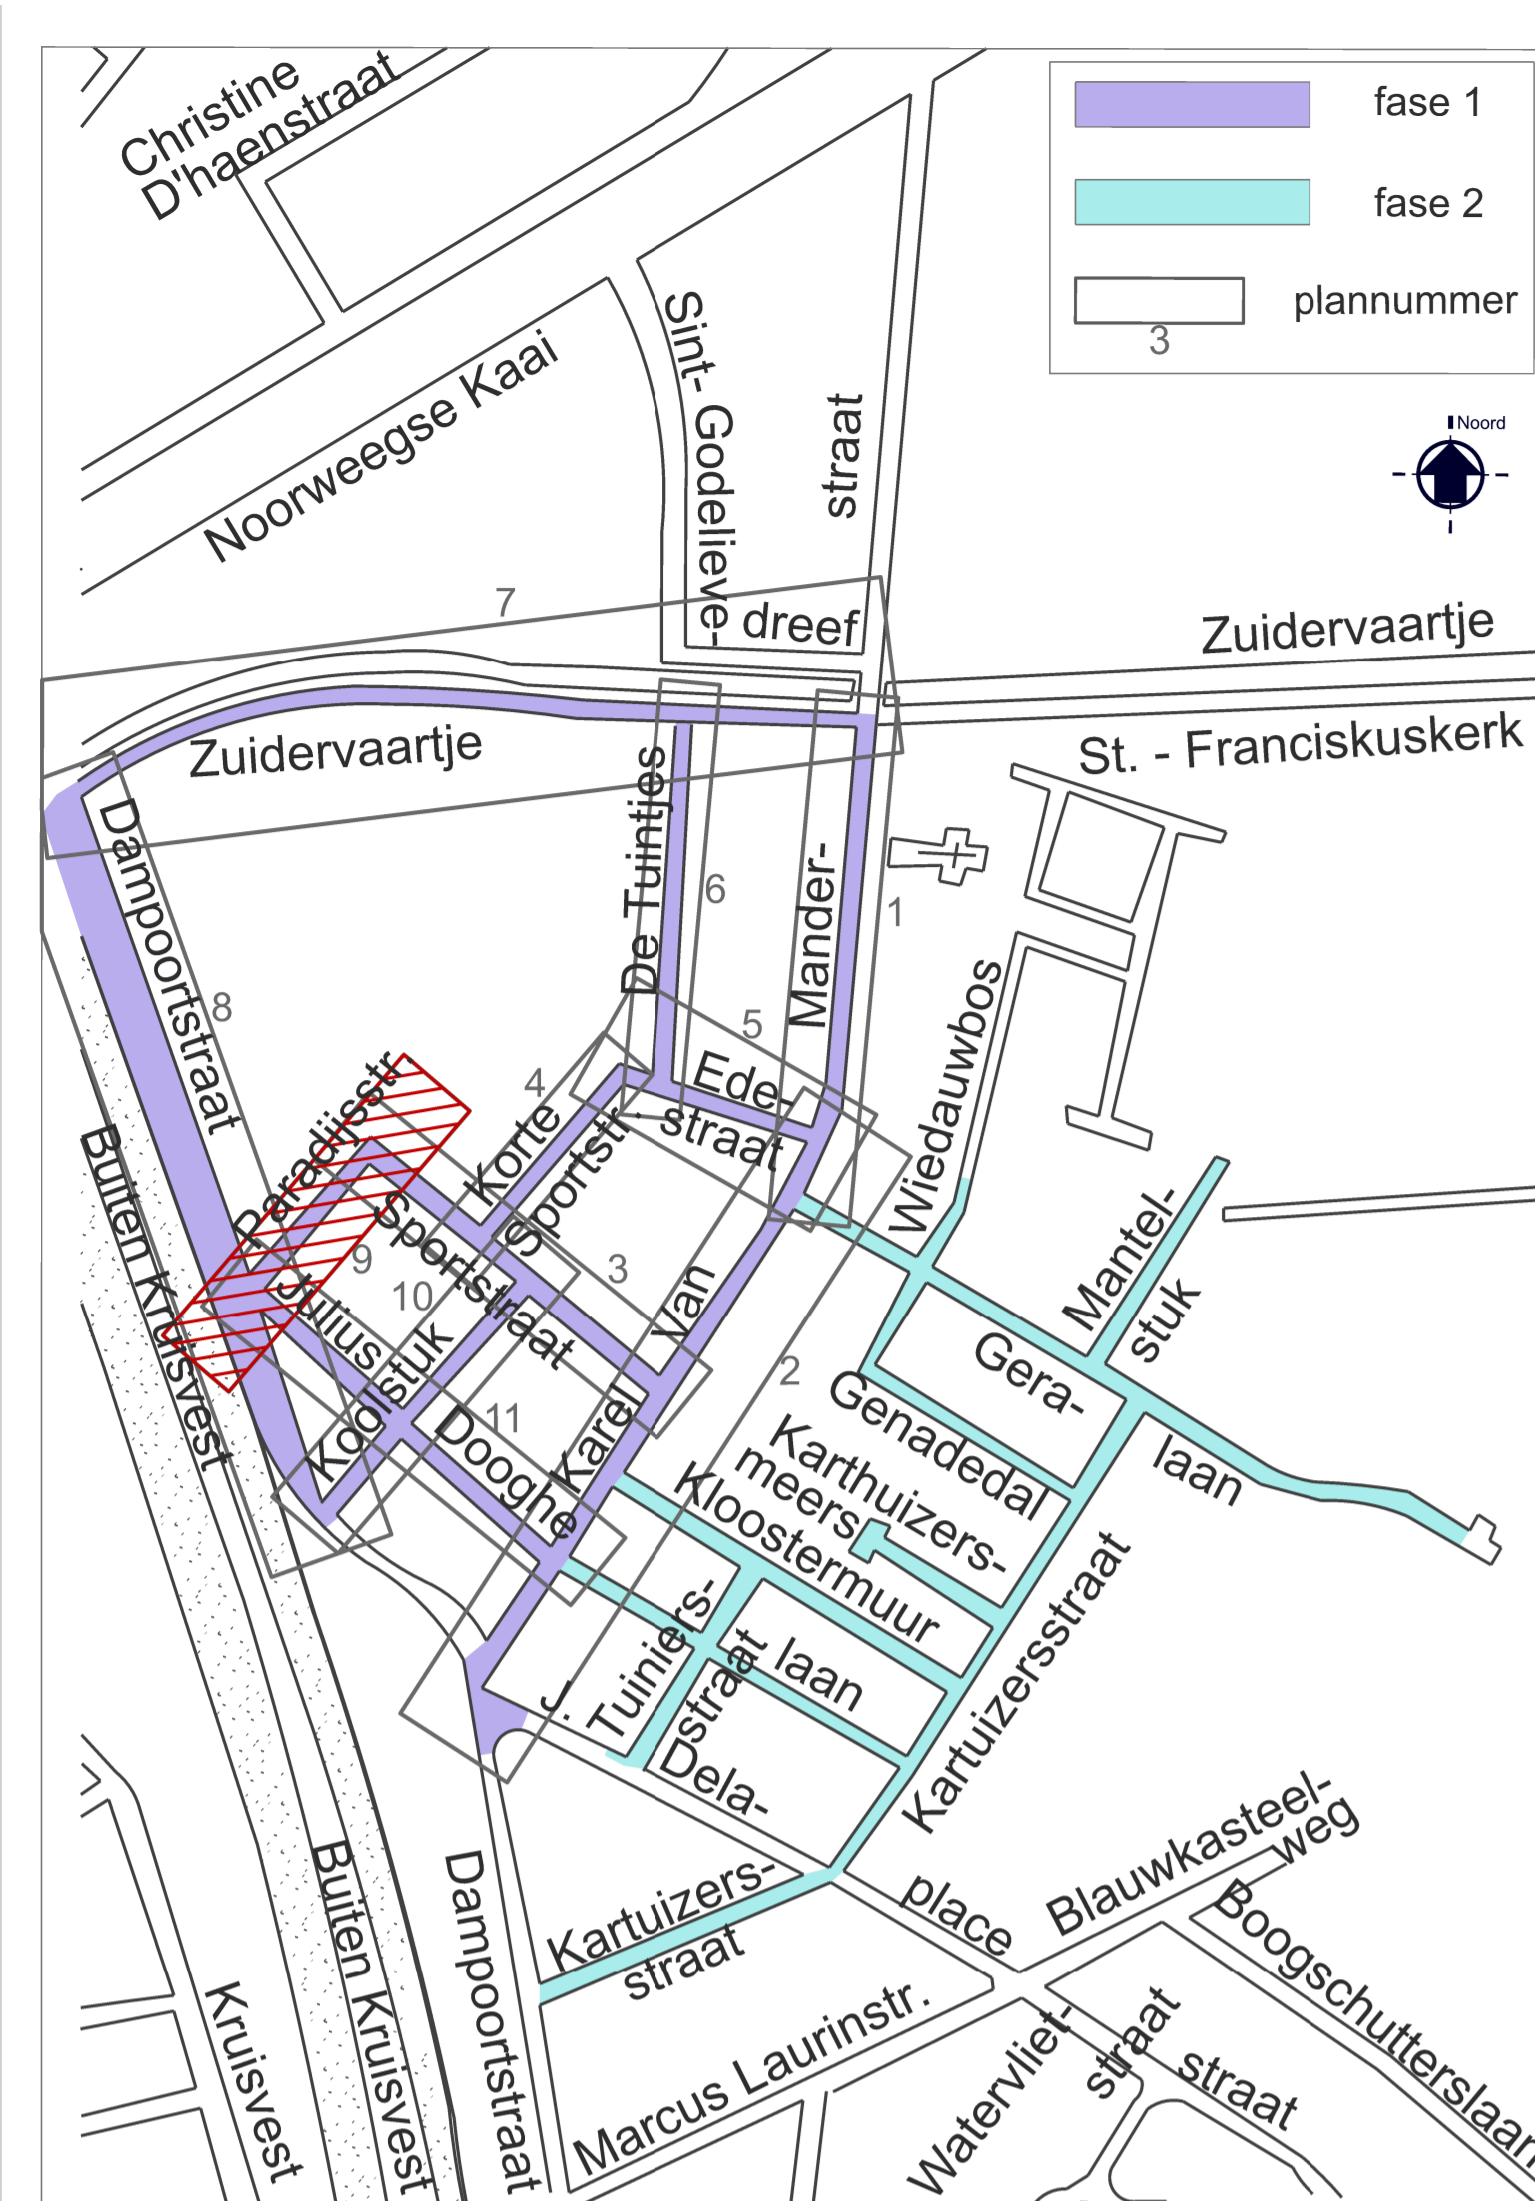 Christine
D'haenstraat
fase 1
fase 2
plannummer
3
Noord
Noorweegse Kaai
Sint- Godelieve-
dreef
straat
7
Zuidervaartje
Zuidervaartje
St. - Franciskuskerk
Dampoortstraat
8
De Tuintjes
6
Mander-
1
5
Ede-
straat
4
Korte
Sportstr.
Wiedauwbos
Paradijsstr.
Sportstraat
9
10
3
Julius
Dooghe
Koolstuk
11
Van
Karel
2
Buiten Kruisvest
Mantel-
stuk
Gera-
laan
Genadedal
Karthuizers-
meers
Kloostermuur
Tuiniers-
straat
laan
J.
Dela-
place
Kartuizersstraat
Kartuizers-
straat
Blauwkasteel-
weg
Boogschutterslaan
Buiten Kruisvest
Dampoortstraat
Kruisvest
Marcus Laurinstr.
Watervliet-
straat
straat